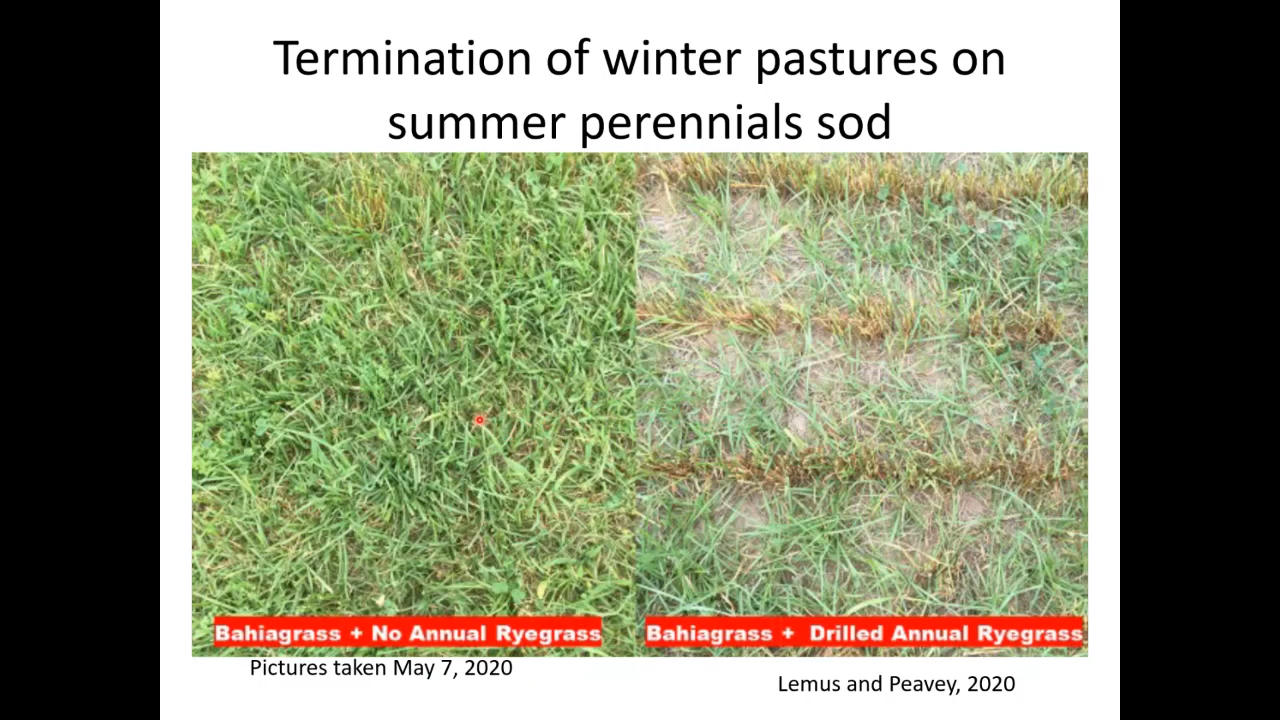 Termination of winter pastures on
summer perennials sod
Bahiagrass + No Annual Ryegrass
Bahiagrass + Drilled Annual Ryegrass
Pictures taken May 7, 2020
Lemus and Peavey, 2020